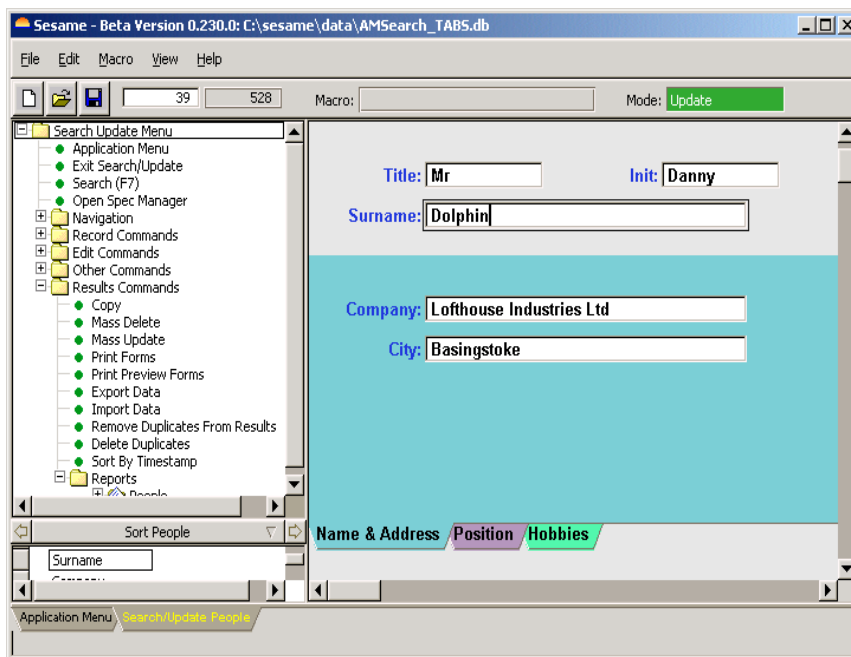 Sesame - Beta Version 0.230.0: C:\sesame\data\AMSearch_TABS.db
File Edit Macro View Help
39 528 Macro: Mode: Update
Search Update Menu
Application Menu
Exit Search/Update
Search (F7)
Open Spec Manager
Navigation
Record Commands
Edit Commands
Other Commands
Results Commands
Copy
Mass Delete
Mass Update
Print Forms
Print Preview Forms
Export Data
Import Data
Remove Duplicates From Results
Delete Duplicates
Sort By Timestamp
Reports
People
Sort People
Surname
Company
Title: Mr Init: Danny
Surname: Dolphin
Company: Lofthouse Industries Ltd
City: Basingstoke
Name & Address Position Hobbies
Application Menu Search/Update People